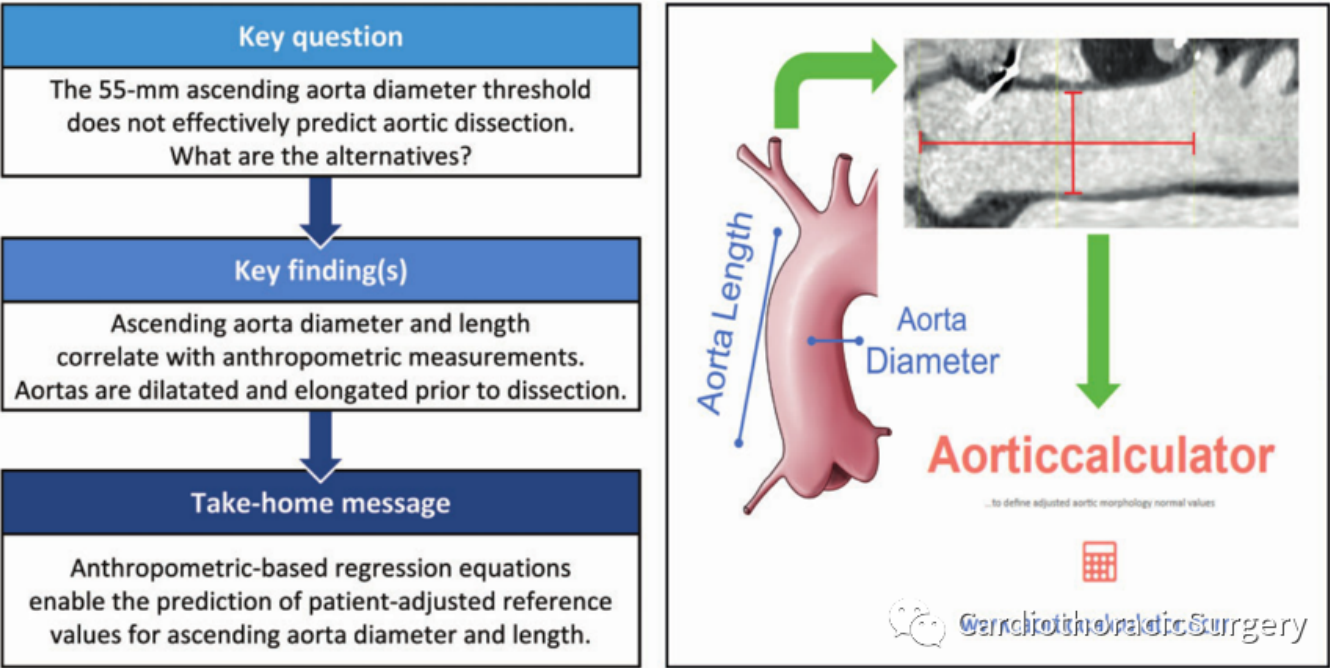 Key question
The 55-mm ascending aorta diameter threshold
does not effectively predict aortic dissection.
What are the alternatives?
Key finding(s)
Ascending aorta diameter and length
correlate with anthropometric measurements.
Aortas are dilatated and elongated prior to dissection.
Take-home message
Anthropometric-based regression equations
enable the prediction of patient-adjusted reference
values for ascending aorta diameter and length.
Aorta Length
Aorta
Diameter
Aorticcalculator
...to define adjusted aortic morphology normal values
CardiothoradicSurgery